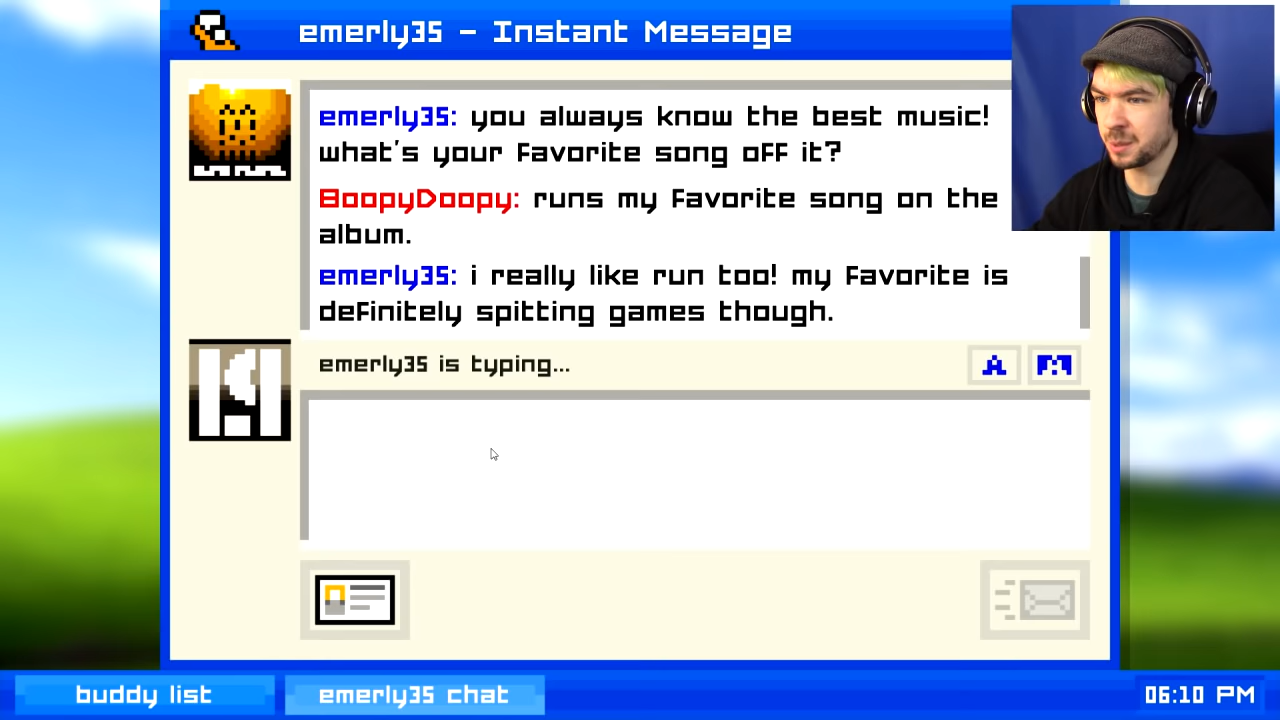 emerly35 - Instant Message
emerly35: you always know the best music!
what's your favorite song off it?
BoopyDoopy: runs my favorite song on the
album.
emerly35: i really like run too! my favorite is
definitely spitting games though.
emerly35 is typing...
A
buddy list
emerly35 chat
06:10 PM